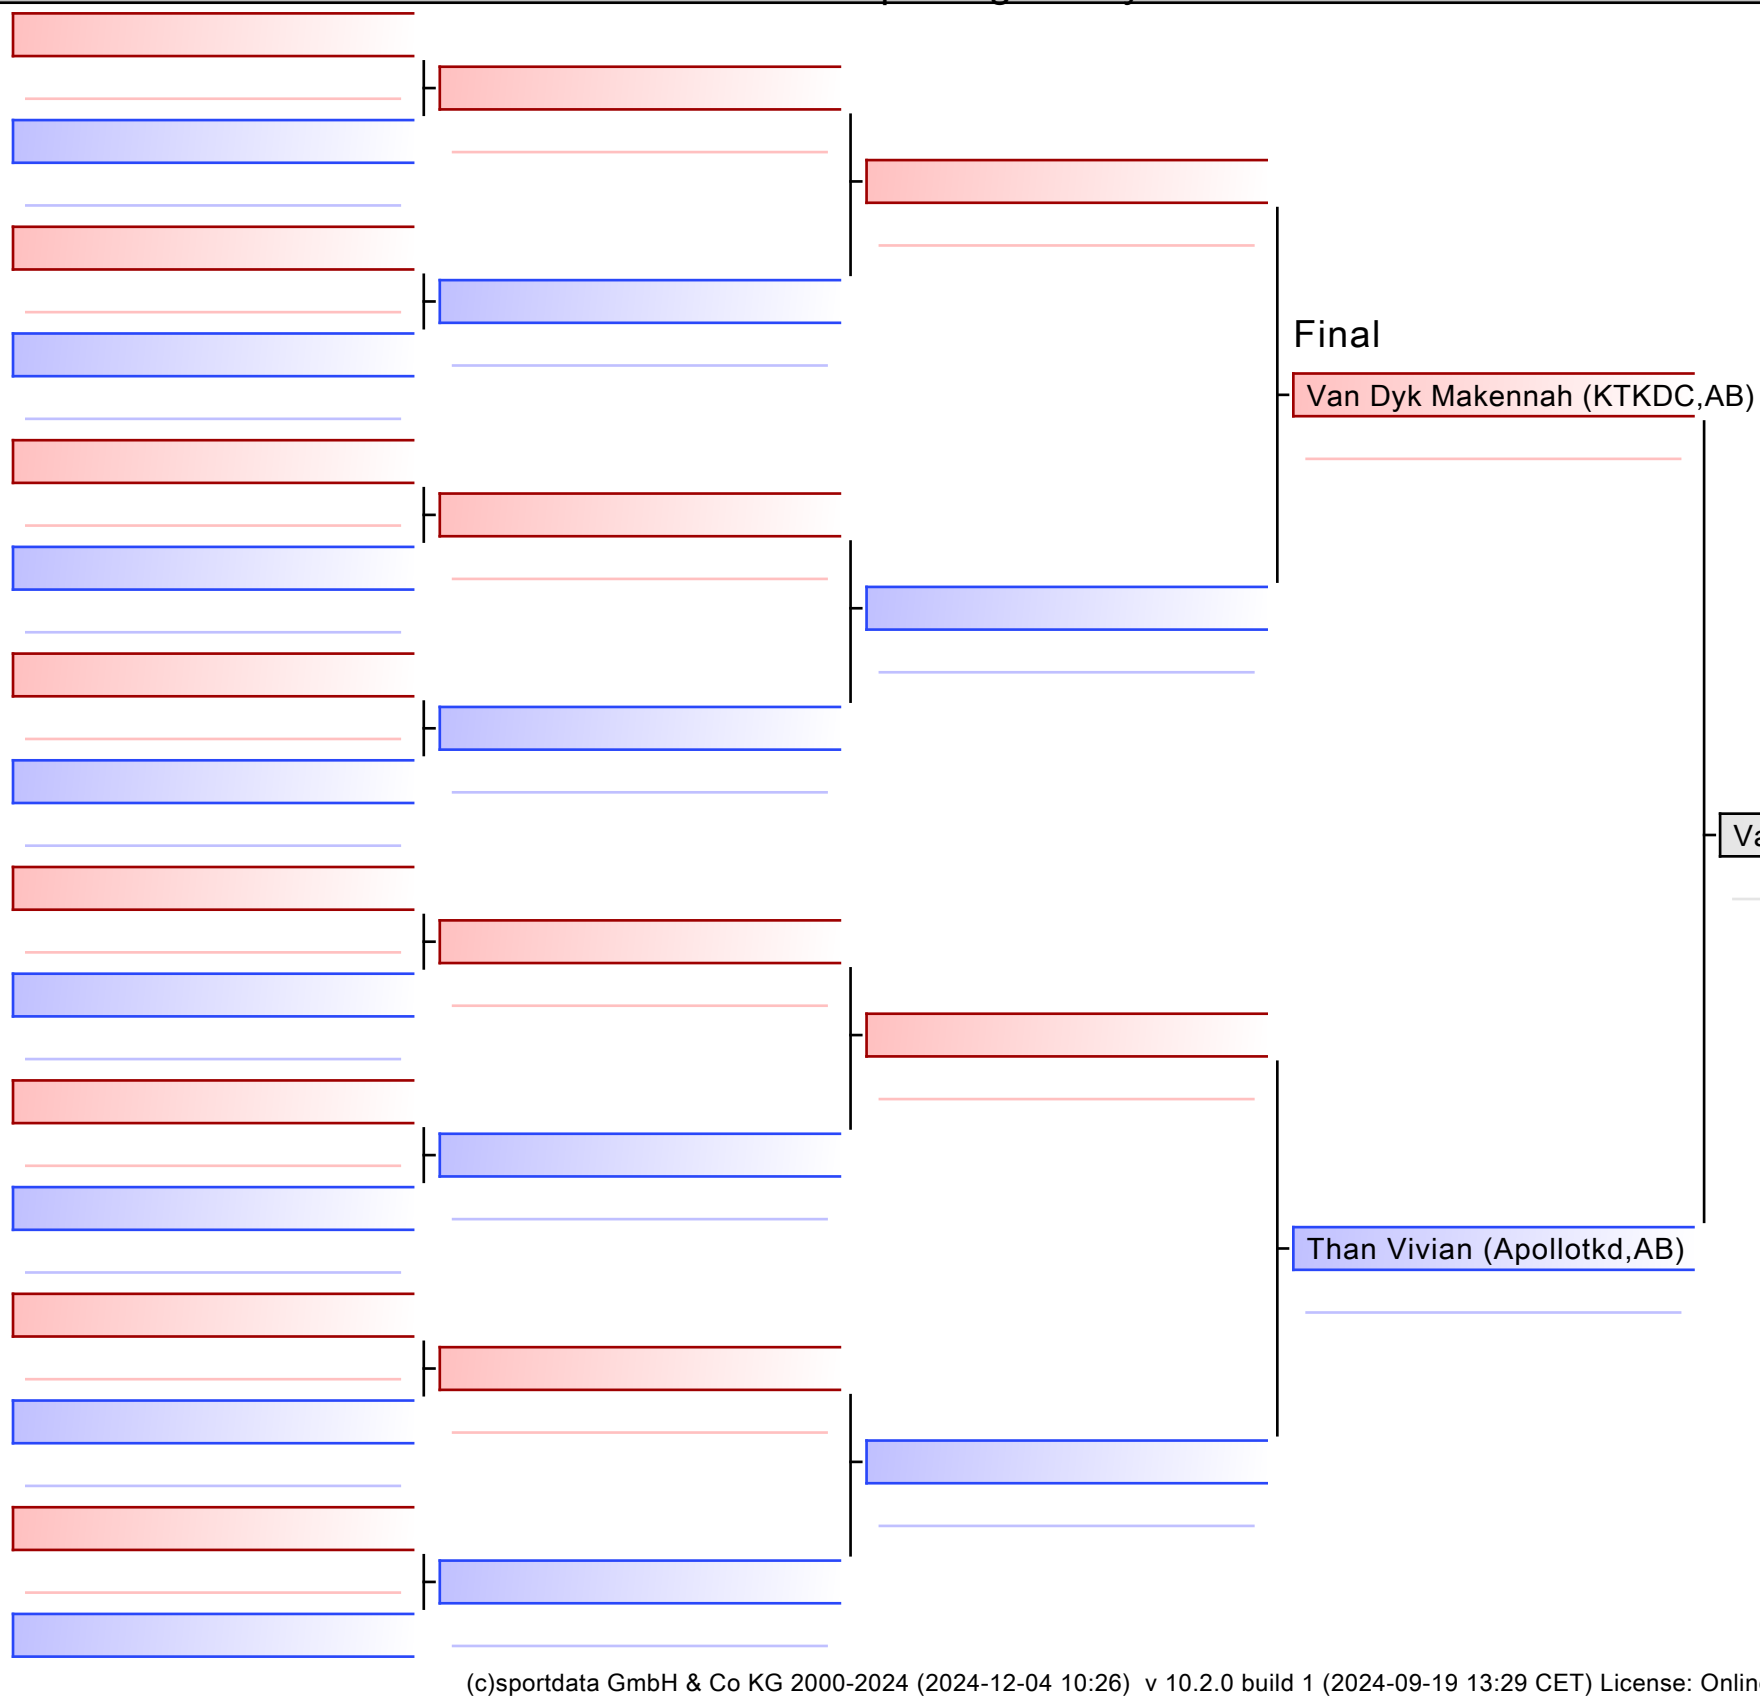 Final
Van Dyk Makennah (KTKDC,AB)
Than Vivian (Apollotkd,AB)
(c)sportdata GmbH & Co KG 2000-2024 (2024-12-04 10:26) v 10.2.0 build 1 (2024-09-19 13:29 CET) License: